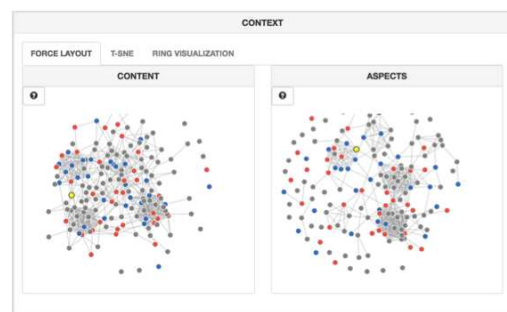 CONTEXT
FORCE LAYOUT T-SNE RING VISUALIZATION
CONTENT
ASPECTS
?
?